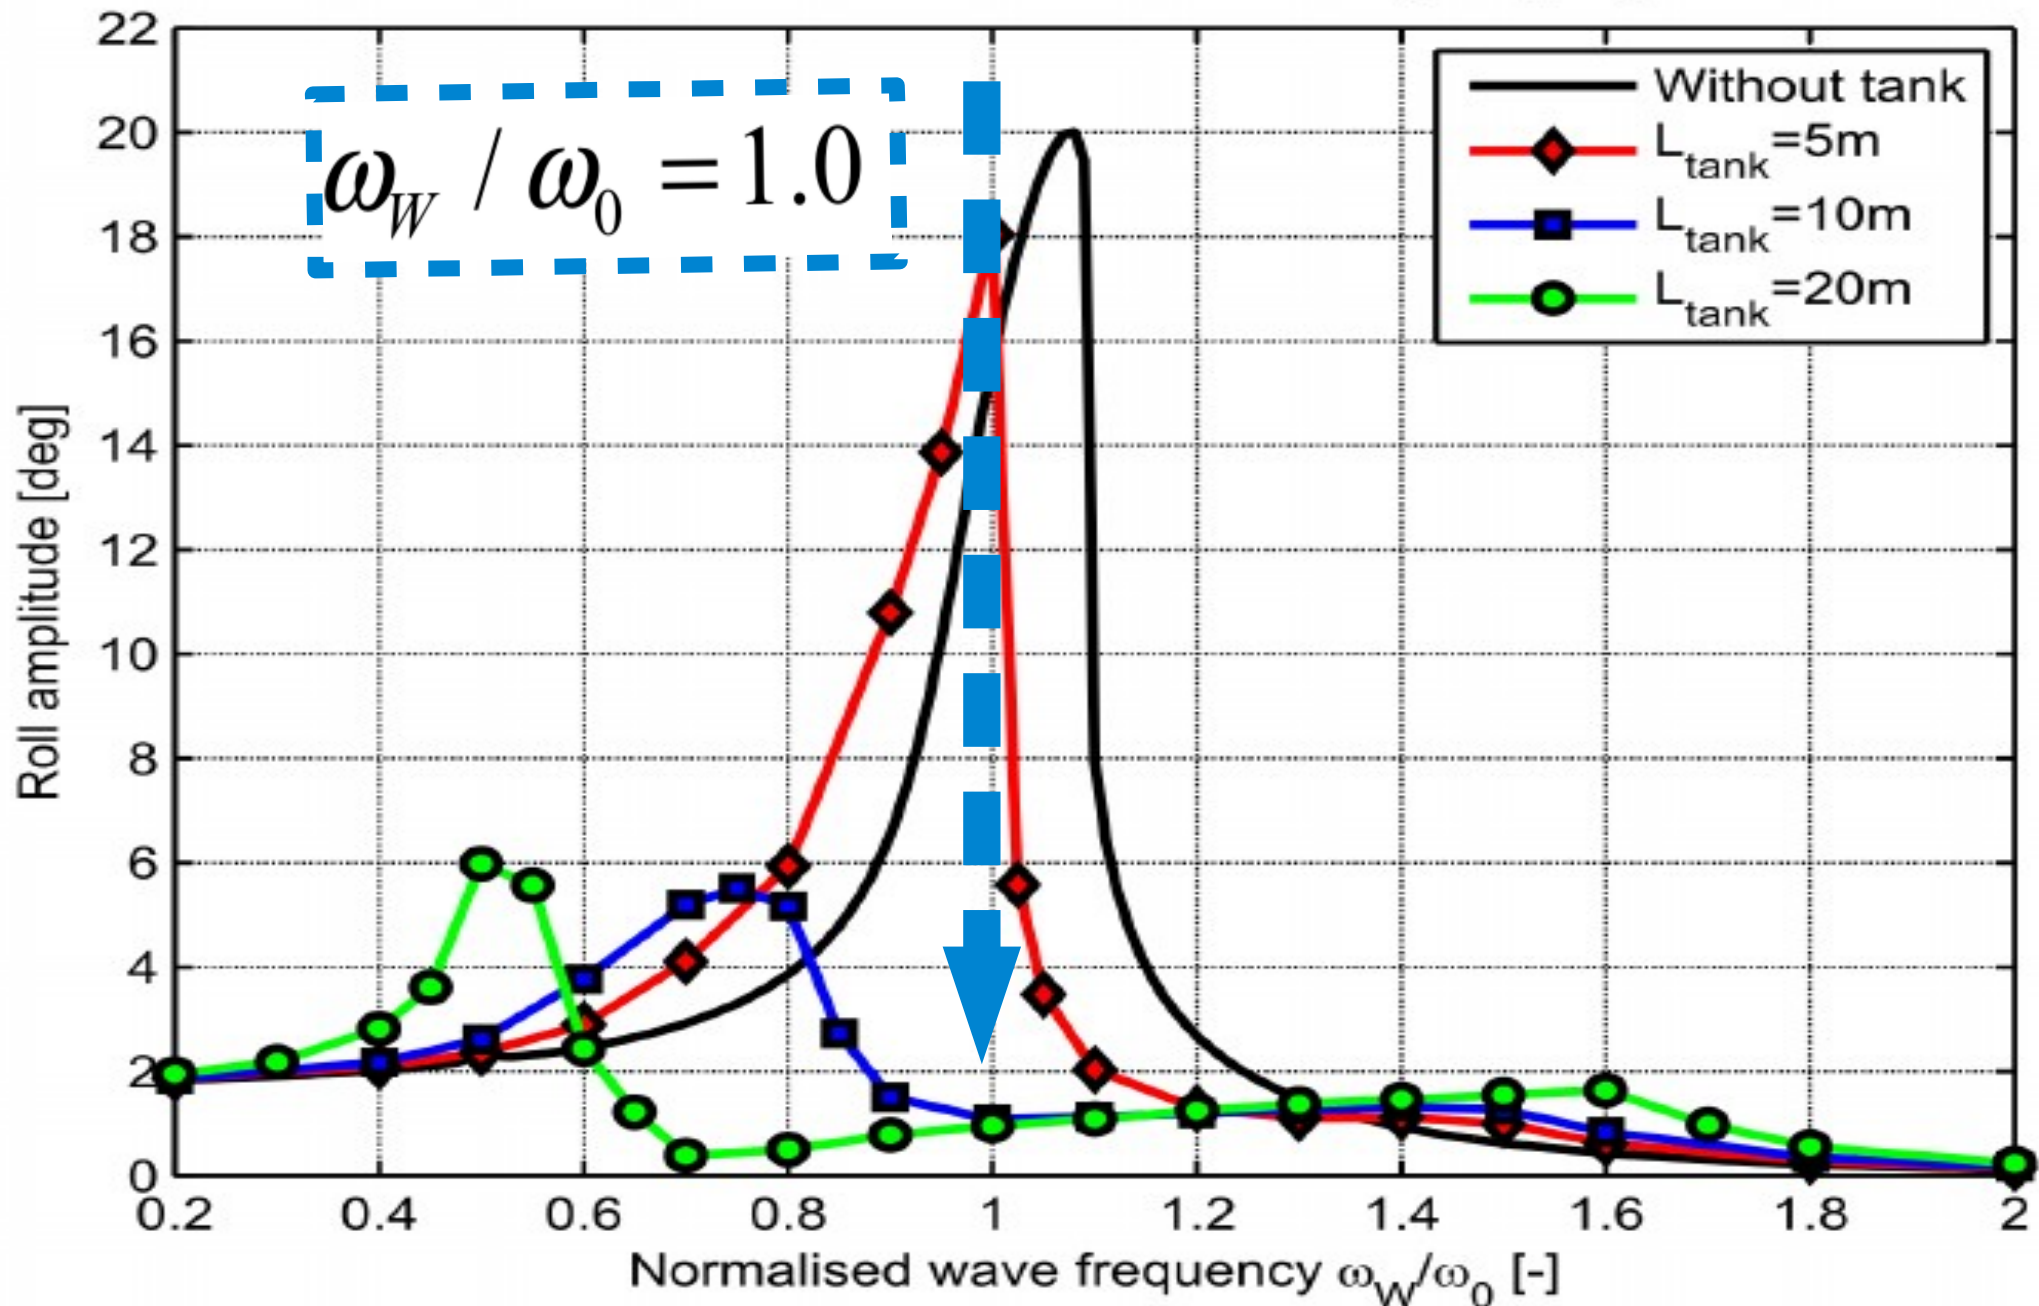 22
20
18
16
14
12
10
8
6
4
2
0
Roll amplitude [deg]
ω_W / ω_0 = 1.0
Without tank
L_tank=5m
L_tank=10m
L_tank=20m
0.2 0.4 0.6 0.8 1 1.2 1.4 1.6 1.8 2
Normalised wave frequency ω_W/ω_0 [-]